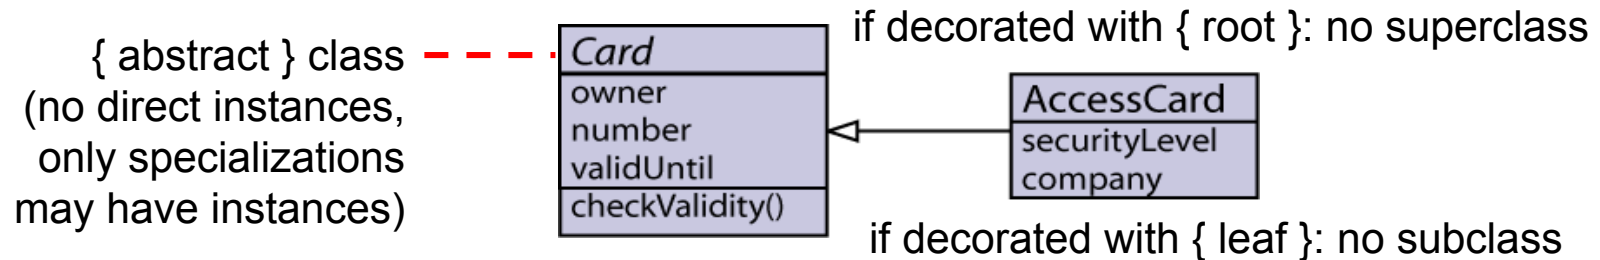 { abstract } class
(no direct instances,
only specializations
may have instances)
Card
owner
number
validUntil
checkValidity()
if decorated with { root }: no superclass
AccessCard
securityLevel
company
if decorated with { leaf }: no subclass